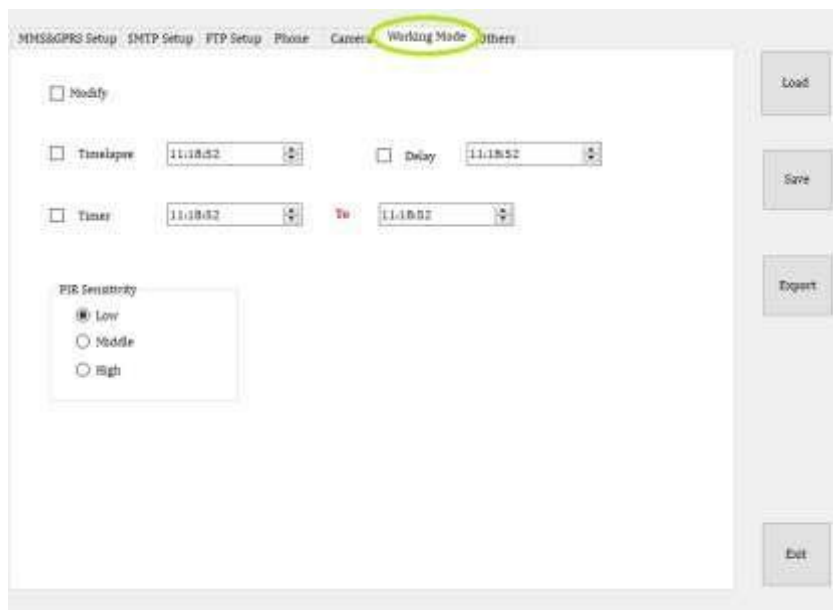 MMS&GPRS Setup SMTP Setup FTP Setup Phone Camera Working Mode Others
Load
Modify
Timelapse 11:18:52 Delay 11:18:52
Save
Timer 11:18:52 To 11:18:52
Export
PIR Sensitivity
Low
Middle
High
Exit